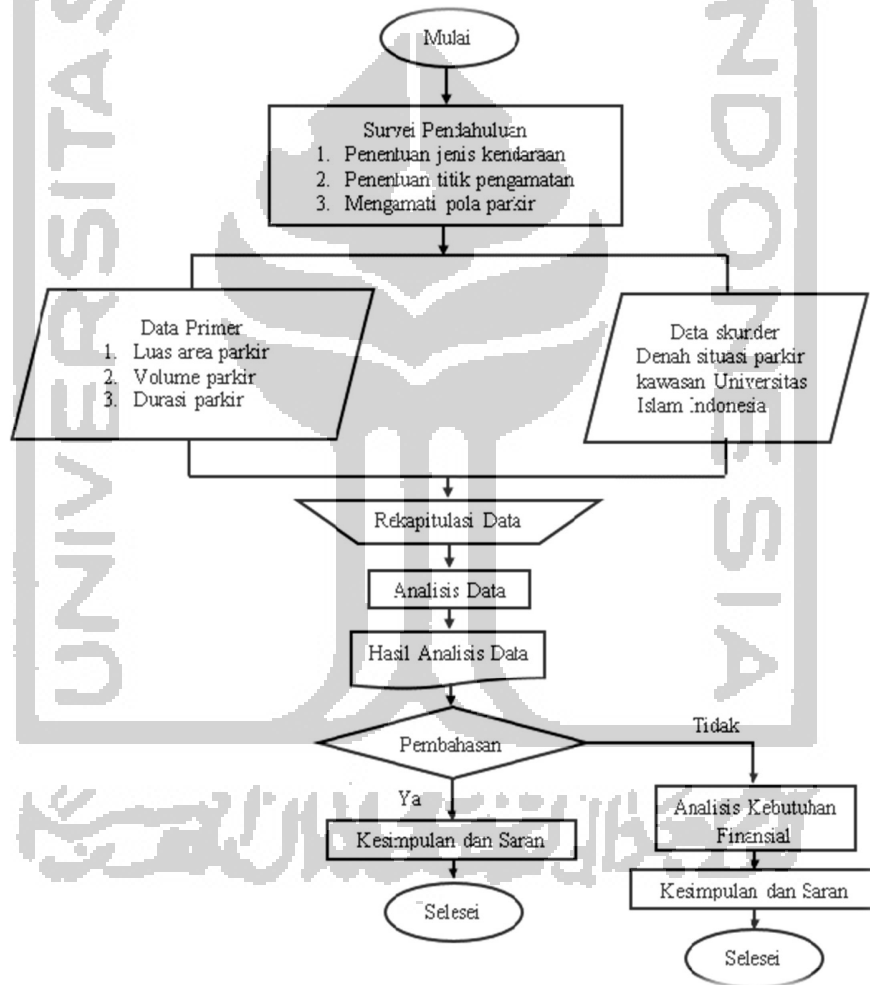 Mulai
Survei Pendahuluan
1. Penentuan jenis kendaraan
2. Penentuan titik pengamatan
3. Mengamati pola parkir
Data Primer
1. Luas area parkir
2. Volume parkir
3. Durasi parkir
Data skunder
Denah situasi parkir
kawasan Universitas
Islam Indonesia
Rekapitulasi Data
Analisis Data
Hasil Analisis Data
Pembahasan
Tidak
Ya
Analisis Kebutuhan
Finansial
Kesimpulan dan Saran
Kesimpulan dan Saran
Selesei
Selesei
UNIVERSITAS
INDONESIA